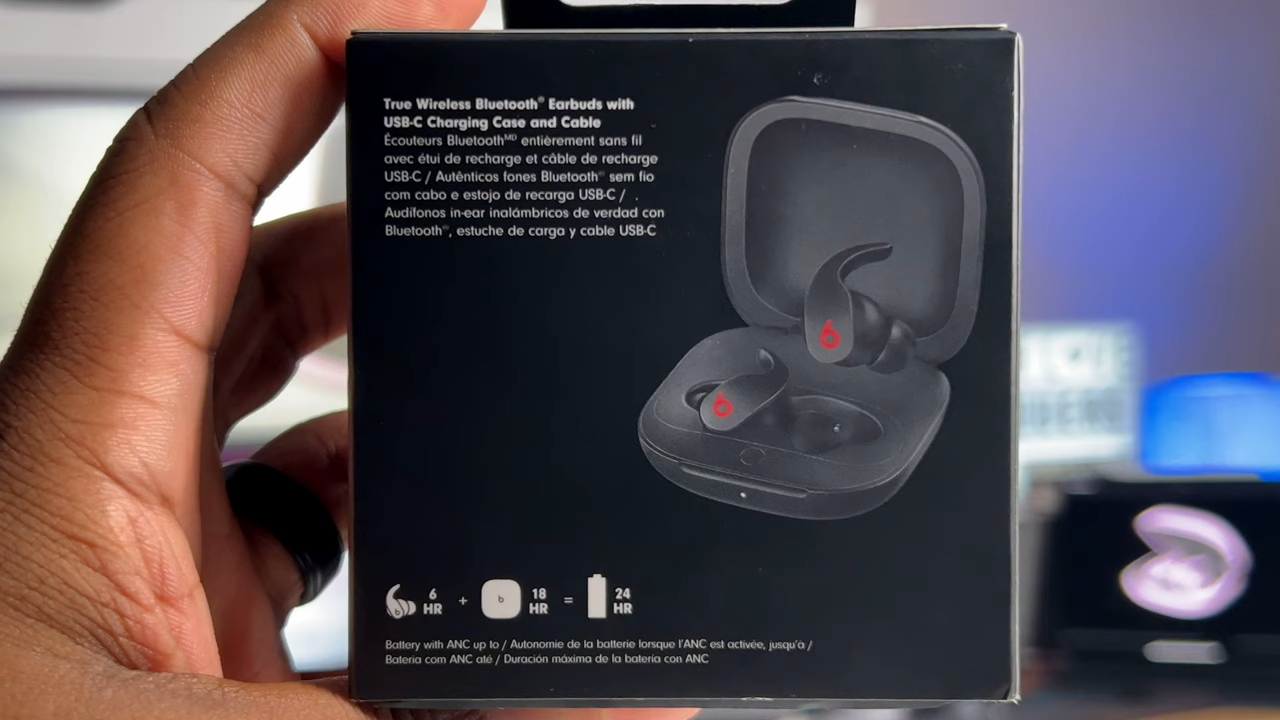 True Wireless Bluetooth® Earbuds with
USB-C Charging Case and Cable
Écouteurs Bluetooth^MD entièrement sans fil
avec étui de recharge et câble de recharge
USB-C / Autênticos fones Bluetooth® sem fio
com cabo e estojo de recarga USB-C /
Audífonos in-ear inalámbricos de verdad con
Bluetooth®, estuche de carga y cable USB-C
6 HR + 18 HR = 24 HR
Battery with ANC up to / Autonomie de la batterie lorsque l'ANC est activée, jusqu'à /
Bateria com ANC até / Duración máxima de la batería con ANC